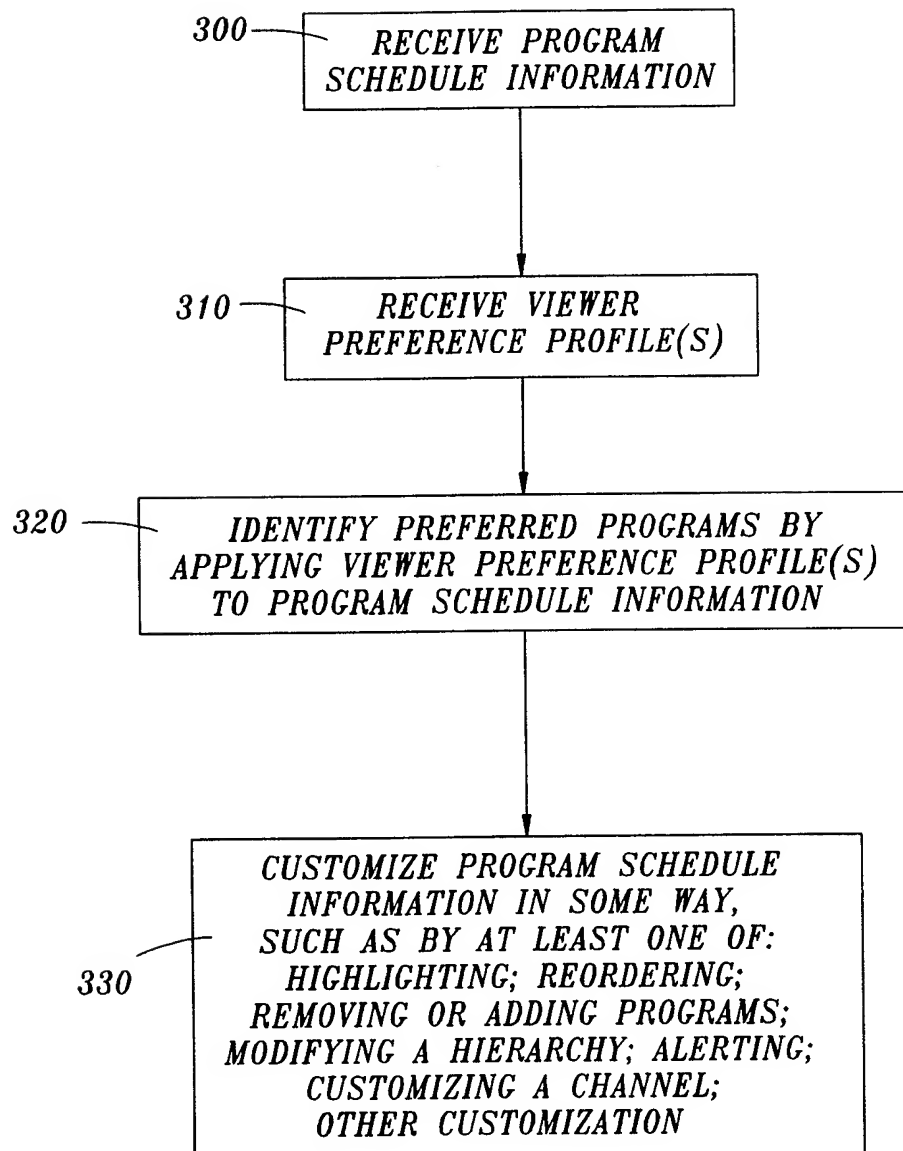 300
RECEIVE PROGRAM
SCHEDULE INFORMATION
310
RECEIVE VIEWER
PREFERENCE PROFILE(S)
320
IDENTIFY PREFERRED PROGRAMS BY
APPLYING VIEWER PREFERENCE PROFILE(S)
TO PROGRAM SCHEDULE INFORMATION
330
CUSTOMIZE PROGRAM SCHEDULE
INFORMATION IN SOME WAY,
SUCH AS BY AT LEAST ONE OF:
HIGHLIGHTING; REORDERING;
REMOVING OR ADDING PROGRAMS;
MODIFYING A HIERARCHY; ALERTING;
CUSTOMIZING A CHANNEL;
OTHER CUSTOMIZATION